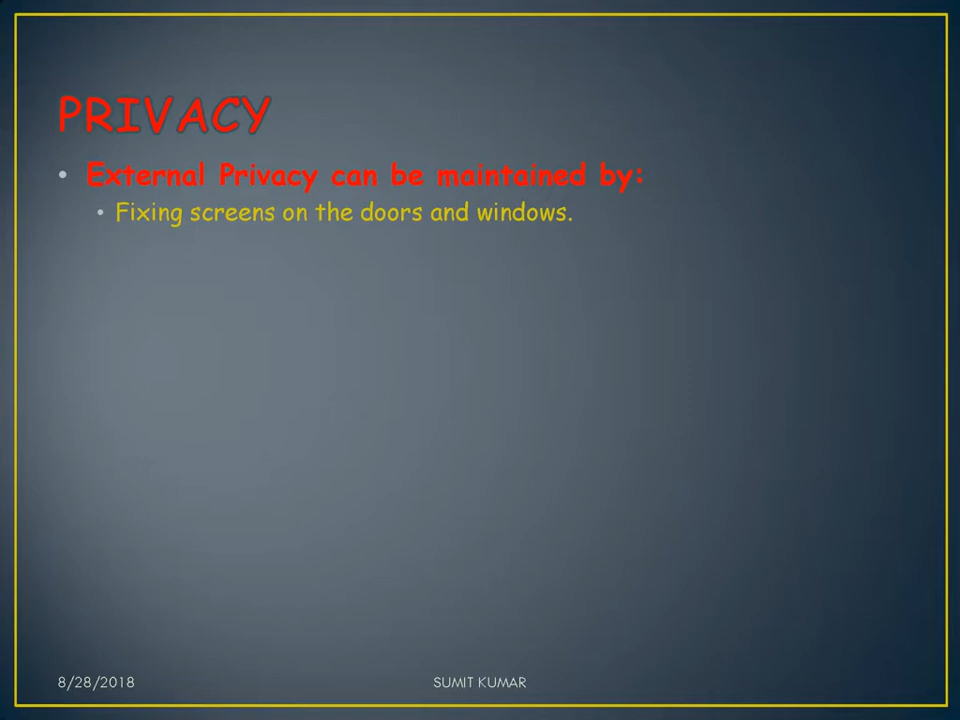 PRIVACY
• External Privacy can be maintained by:
• Fixing screens on the doors and windows.
8/28/2018 SUMIT KUMAR